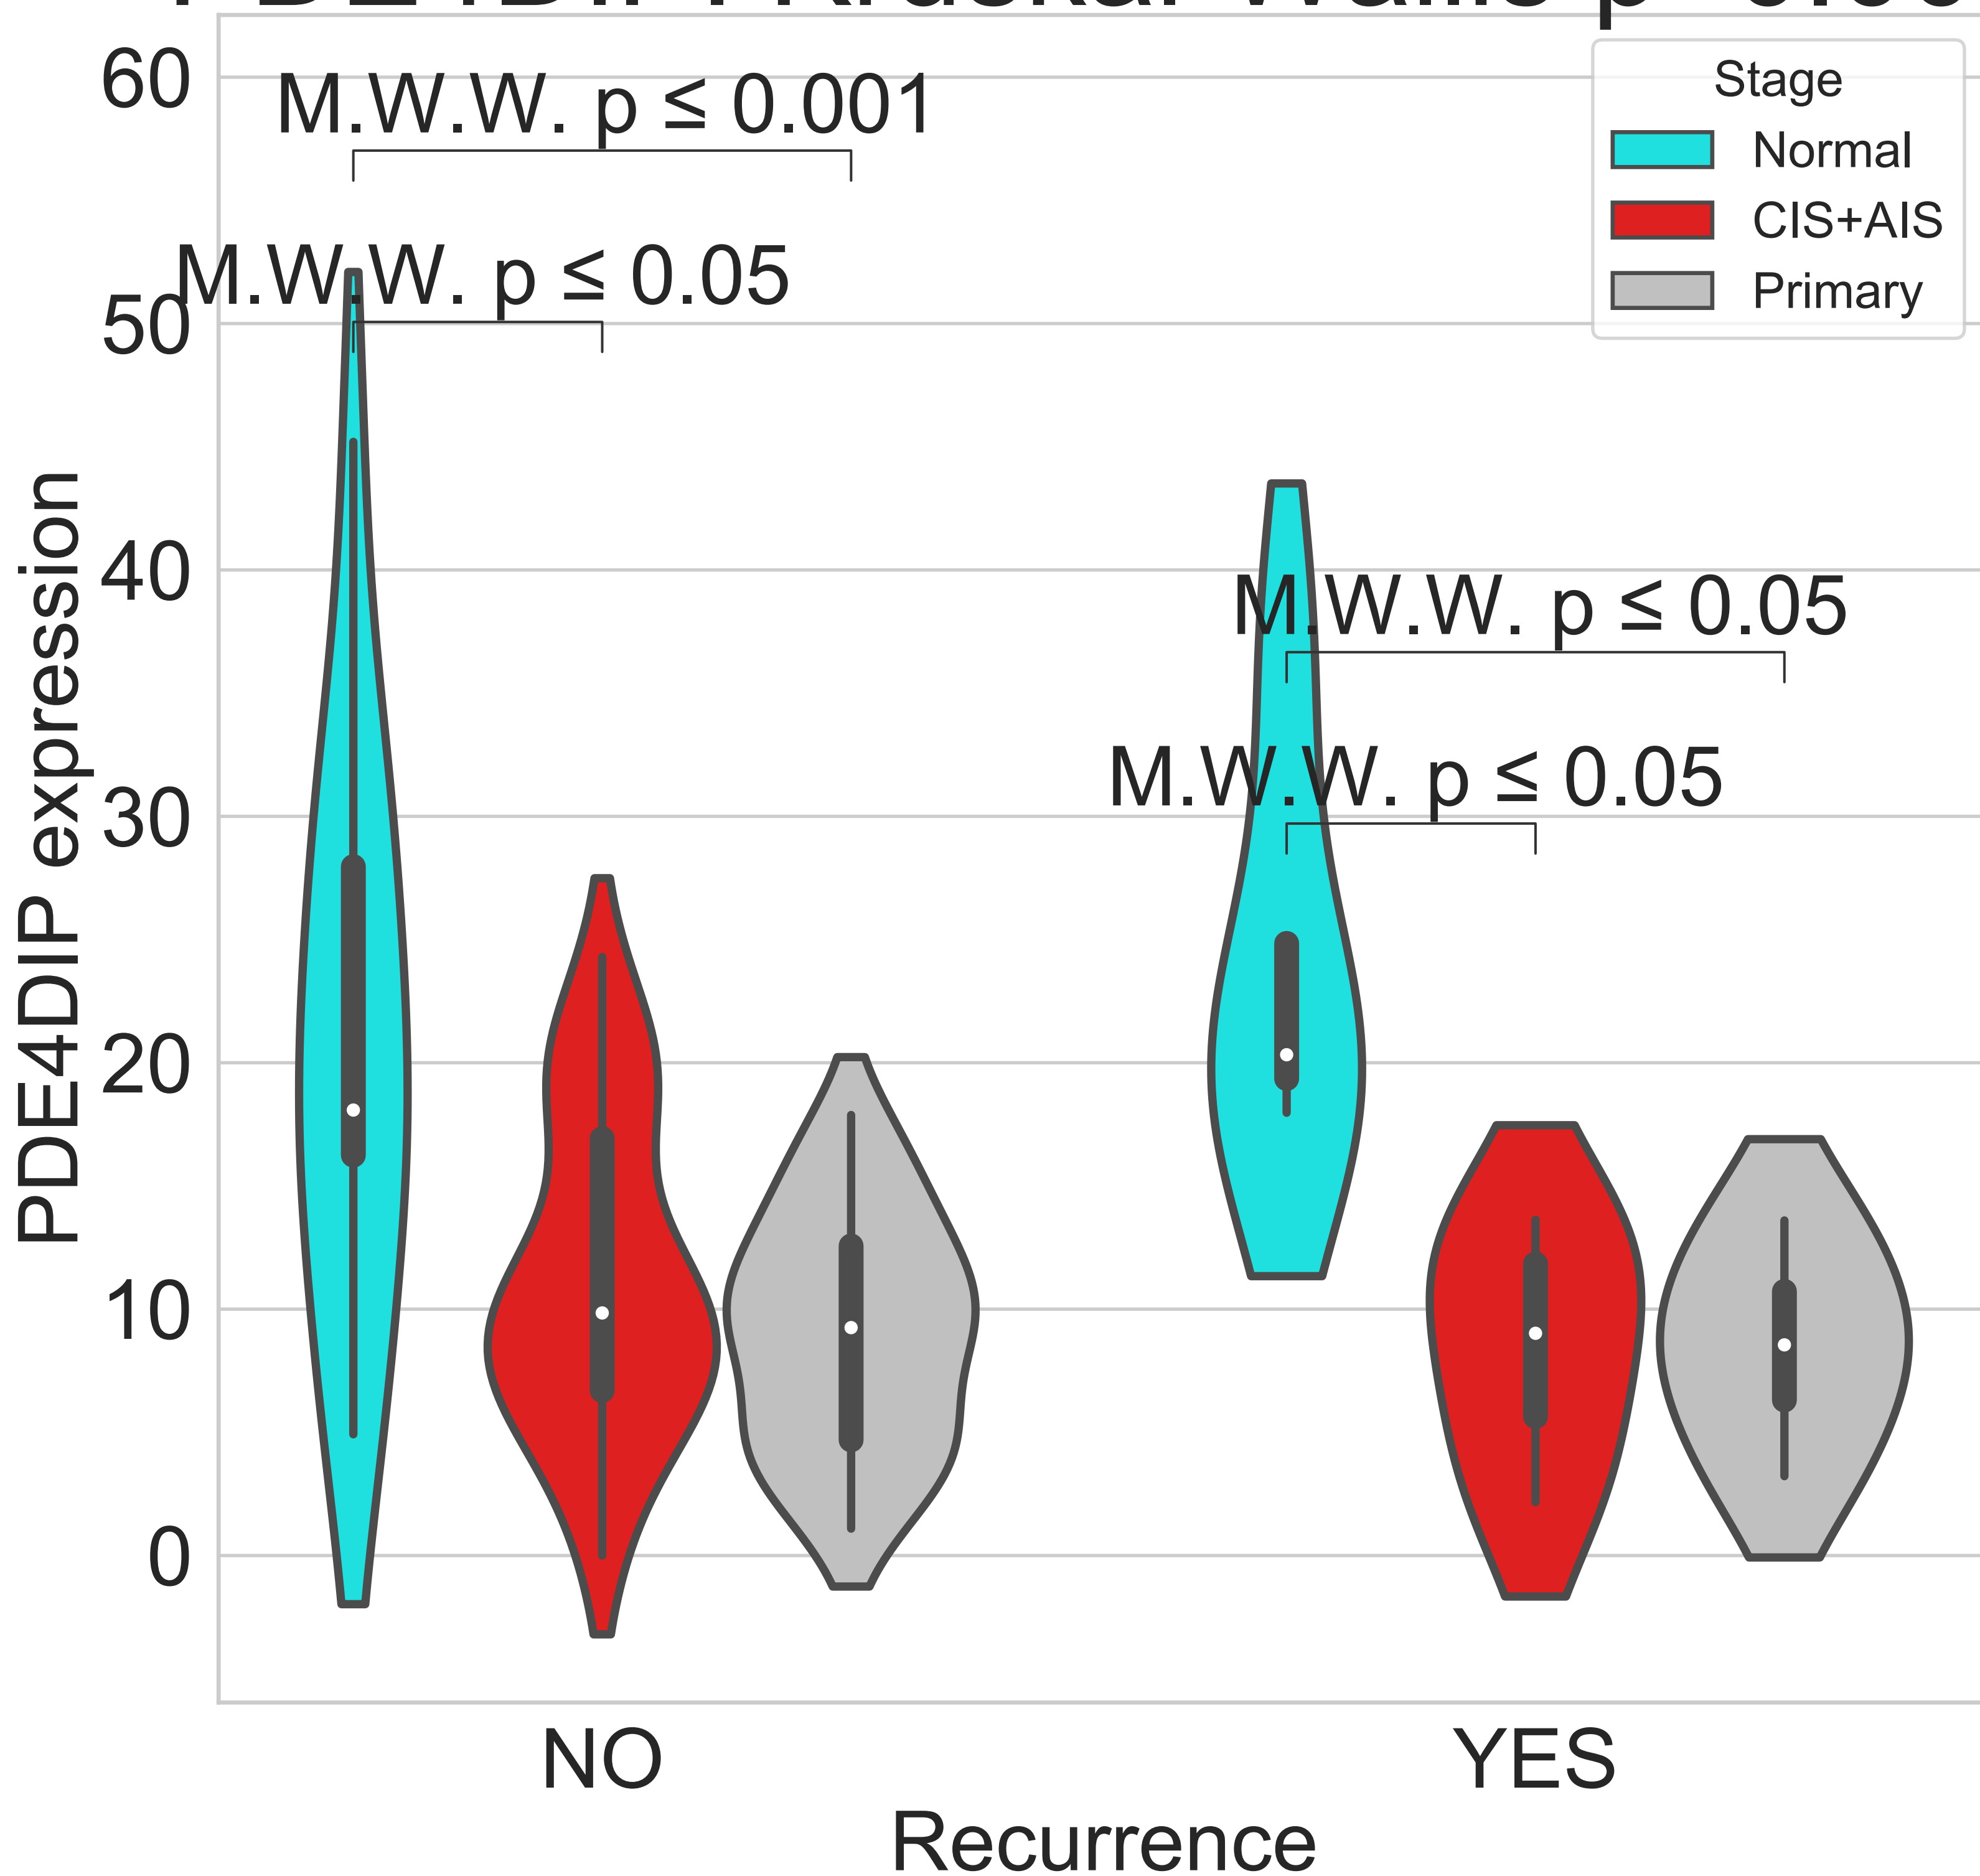 60
50
40
30
20
10
0
PDE4DIP expression
M.W.W. p ≤ 0.001
M.W.W. p ≤ 0.05
M.W.W. p ≤ 0.05
M.W.W. p ≤ 0.05
Stage
Normal
CIS+AIS
Primary
NO
YES
Recurrence